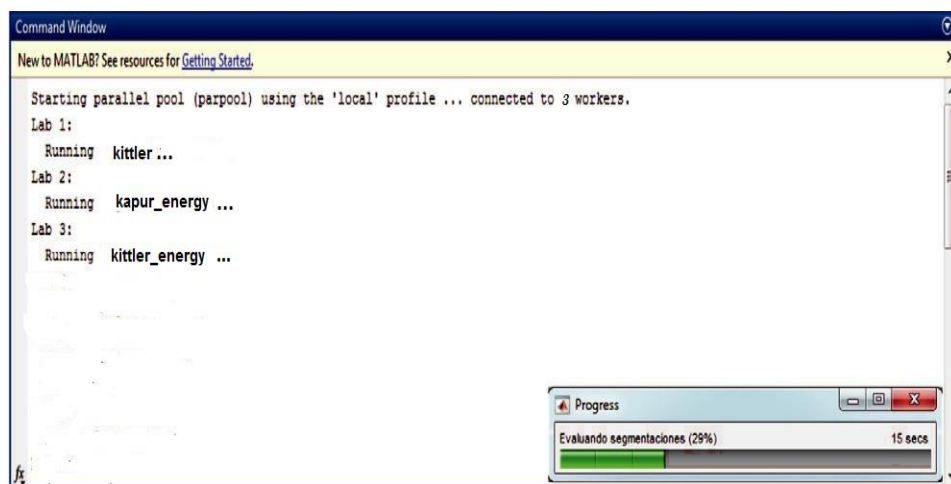 Command Window
New to MATLAB? See resources for Getting Started.
Starting parallel pool (parpool) using the 'local' profile ... connected to 3 workers.
Lab 1:
Running kittler ...
Lab 2:
Running kapur_energy ...
Lab 3:
Running kittler_energy ...
Progress
Evaluando segmentaciones (29%) 15 secs
fx